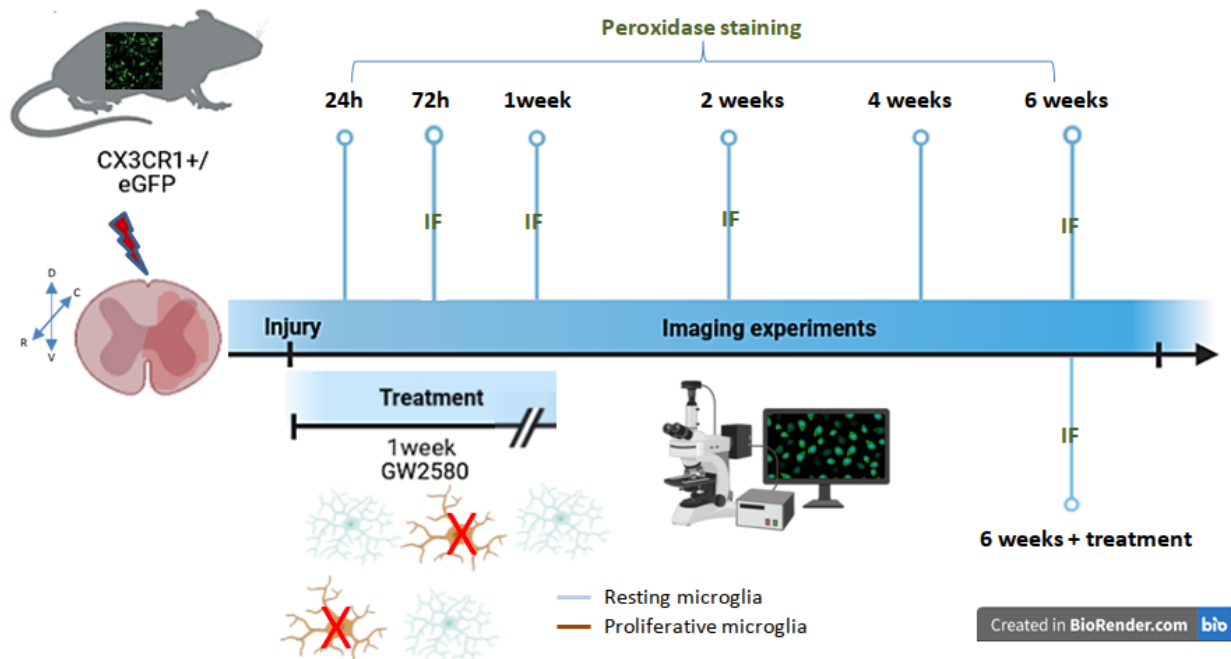 Peroxidase staining
24h
72h
1week
2 weeks
4 weeks
6 weeks
CX3CR1+/
eGFP
IF
IF
IF
IF
D
C
R
V
Injury
Imaging experiments
Treatment
1week
GW2580
IF
6 weeks + treatment
Resting microglia
Proliferative microglia
Created in BioRender.com
bio